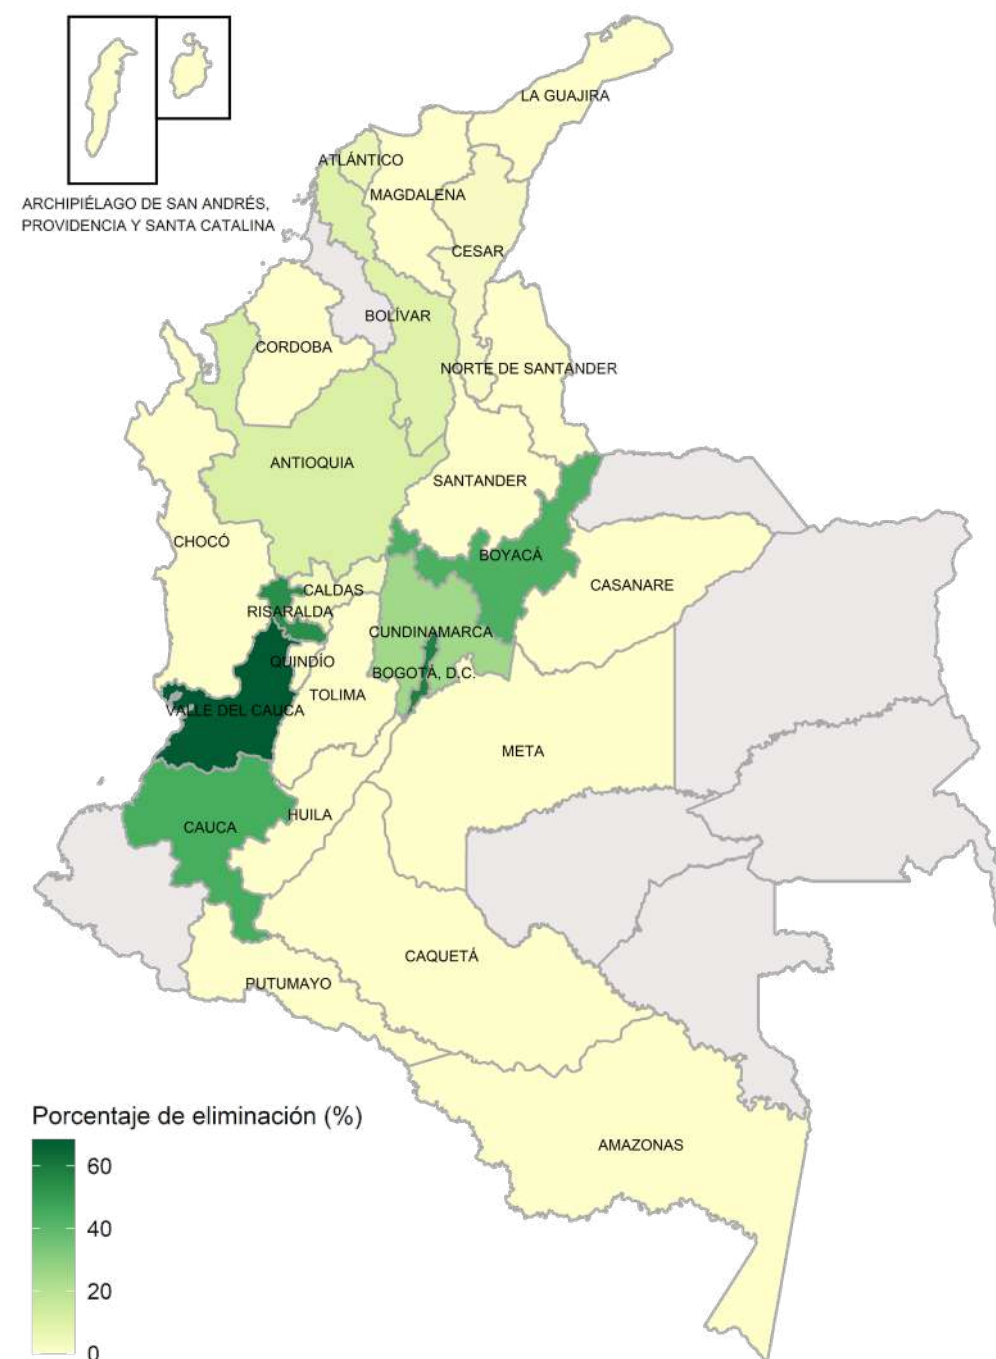 LA GUAJIRA
ATLÁNTICO
MAGDALENA
ARCHIPIÉLAGO DE SAN ANDRÉS,
PROVIDENCIA Y SANTA CATALINA
CESAR
BOLÍVAR
CORDOBA
NORTE DE SANTANDER
ANTIOQUIA
SANTANDER
CHOCÓ
BOYACÁ
CASANARE
CALDAS
RISARALDA
CUNDINAMARCA
QUINDÍO
BOGOTÁ, D.C.
TOLIMA
VALLE DEL CAUCA
META
HUILA
CAUCA
CAQUETÁ
PUTUMAYO
AMAZONAS
Porcentaje de eliminación (%)
60
40
20
0